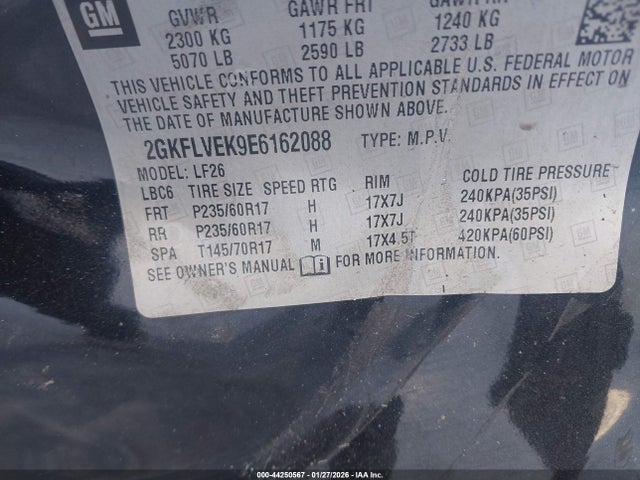 GM
GVWR GAWR FRT GAWR RR
2300 KG 1175 KG 1240 KG
5070 LB 2590 LB 2733 LB
THIS VEHICLE CONFORMS TO ALL APPLICABLE U.S. FEDERAL MOTOR
VEHICLE SAFETY AND THEFT PREVENTION STANDARDS IN EFFECT ON
THE DATE OF MANUFACTURE SHOWN ABOVE.
2GKFLVEK9E6162088 TYPE: M.P.V.
MODEL: LF26
LBC6 TIRE SIZE SPEED RTG RIM COLD TIRE PRESSURE
FRT P235/60R17 H 17X7J 240KPA(35PSI)
RR P235/60R17 H 17X7J 240KPA(35PSI)
SPA T145/70R17 M 17X4.5T 420KPA(60PSI)
SEE OWNER'S MANUAL FOR MORE INFORMATION.
000-44250567 - 01/27/2026 - IAA Inc.